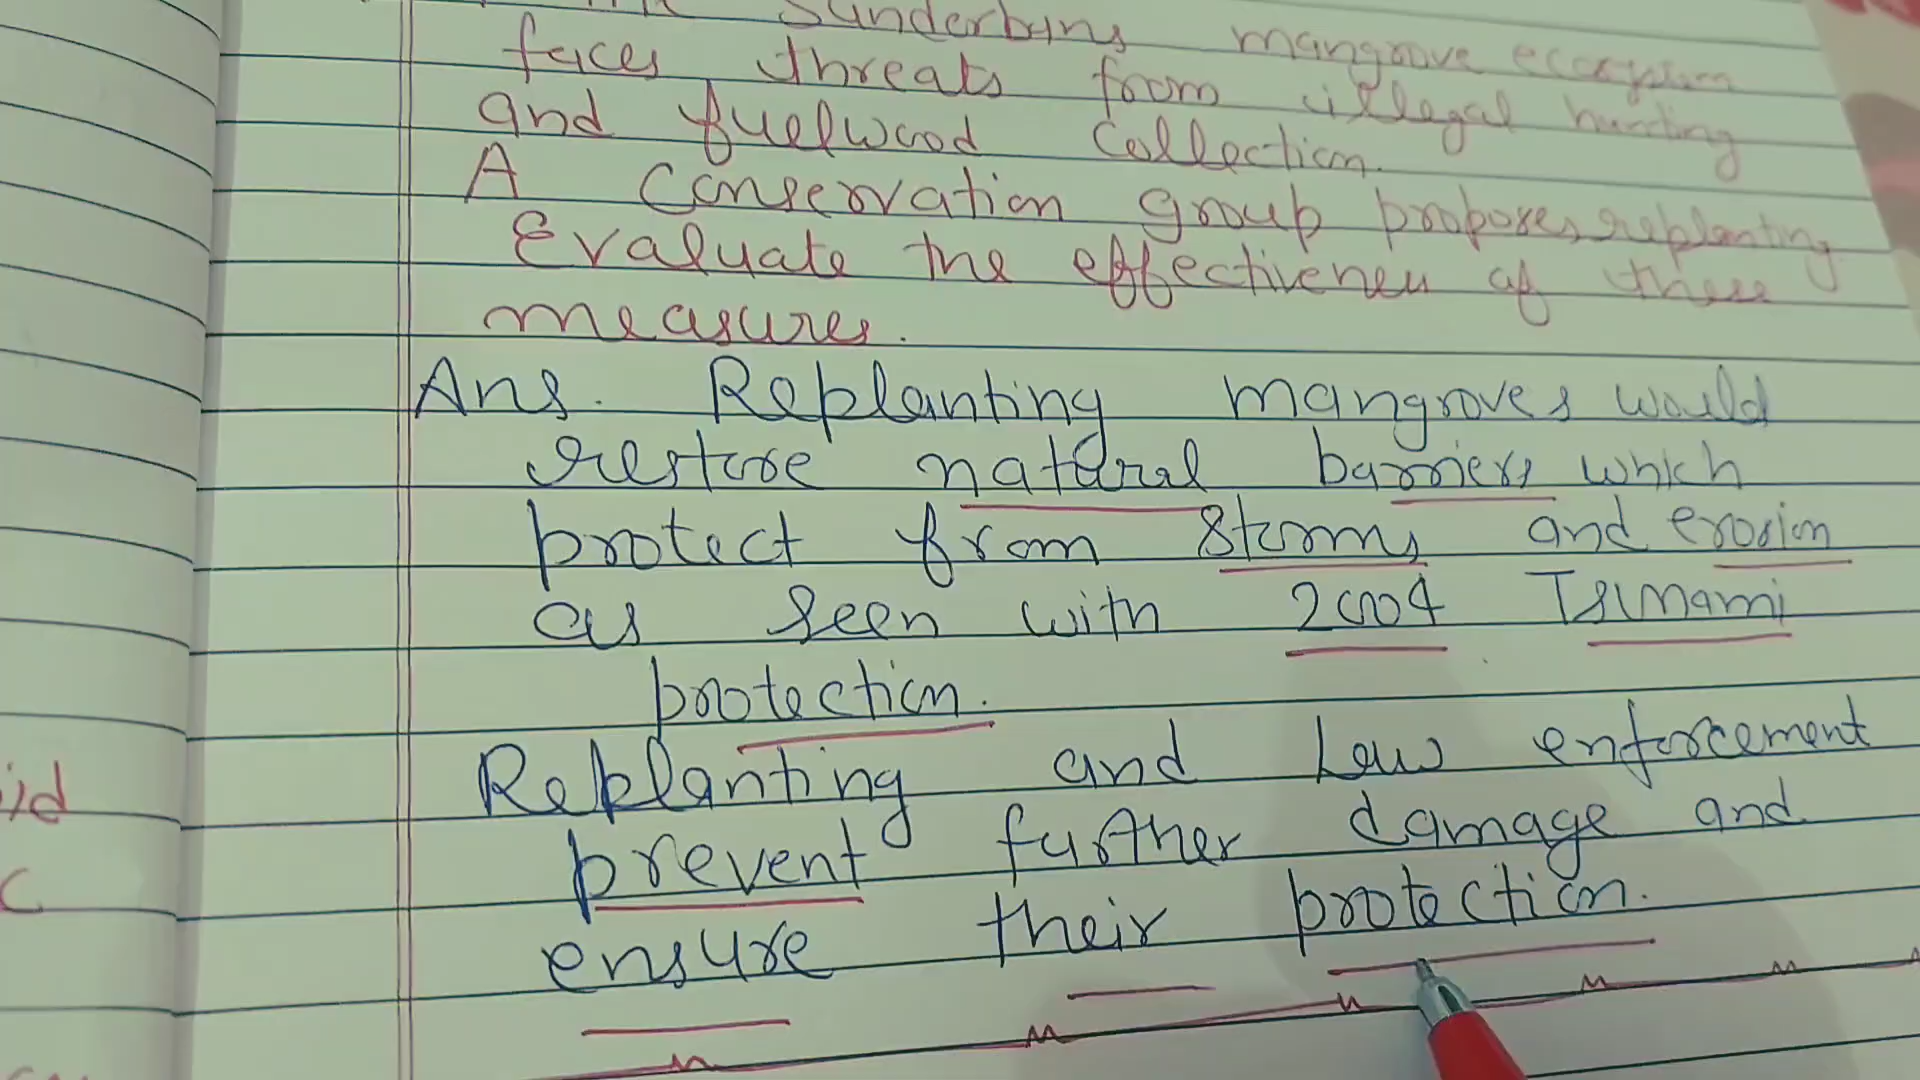 Sunderbans mangrove ecosystem
faces threats from illegal hunting
and fuelwood collection.
A conservation group proposes replanting
Evaluate the effectiveness of these
measures.
Ans. Replanting mangroves would
restore natural barriers which
protect from storms and erosion
as seen with 2004 Tsunami
protection.
Replanting and Law enforcement
prevent further damage and
ensure their protection.